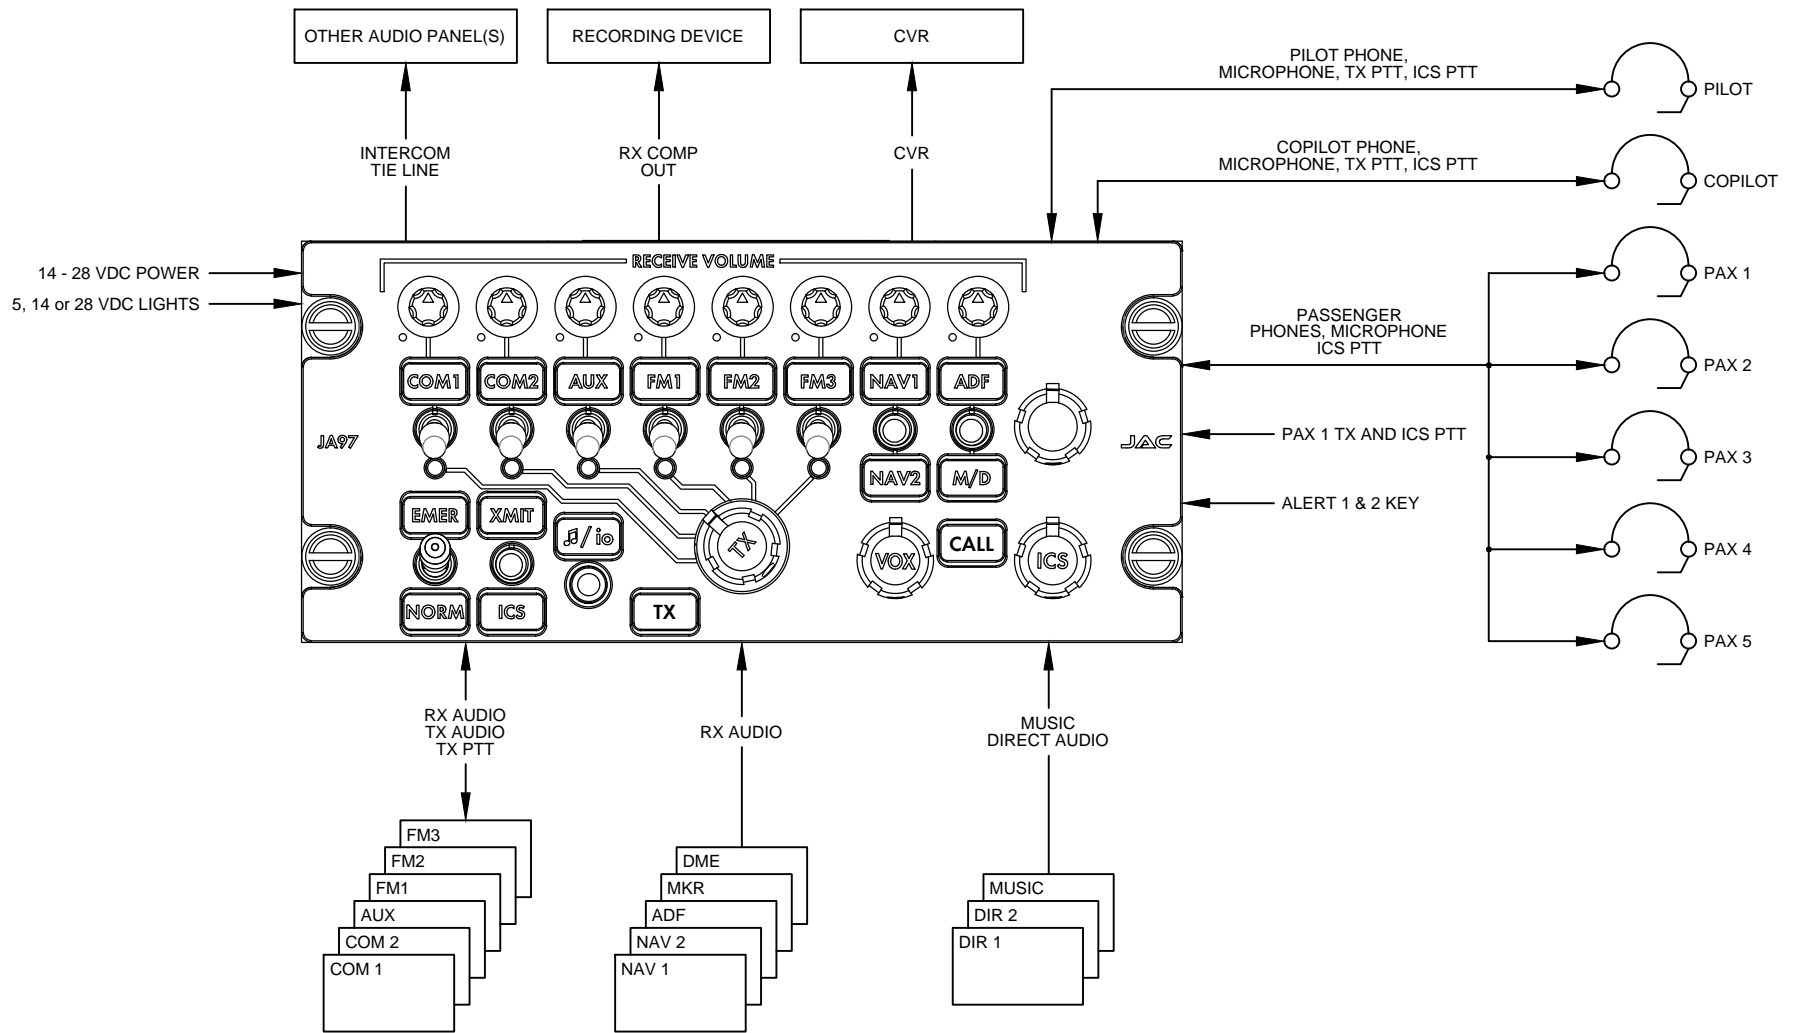 OTHER AUDIO PANEL(S)
RECORDING DEVICE
CVR
PILOT PHONE,
MICROPHONE, TX PTT, ICS PTT
PILOT
INTERCOM
TIE LINE
RX COMP
OUT
CVR
COPILOT PHONE,
MICROPHONE, TX PTT, ICS PTT
COPILOT
14 - 28 VDC POWER
5, 14 or 28 VDC LIGHTS
RECEIVE VOLUME
PAX 1
PASSENGER
PHONES, MICROPHONE
ICS PTT
PAX 2
COM1
COM2
AUX
FM1
FM2
FM3
NAV1
ADF
JA97
JAC
PAX 1 TX AND ICS PTT
PAX 3
NAV2
M/D
ALERT 1 & 2 KEY
EMER
XMIT
♫/io
TX
VOX
CALL
ICS
PAX 4
NORM
ICS
TX
PAX 5
RX AUDIO
TX AUDIO
TX PTT
RX AUDIO
MUSIC
DIRECT AUDIO
FM3
FM2
FM1
AUX
COM 2
COM 1
DME
MKR
ADF
NAV 2
NAV 1
MUSIC
DIR 2
DIR 1